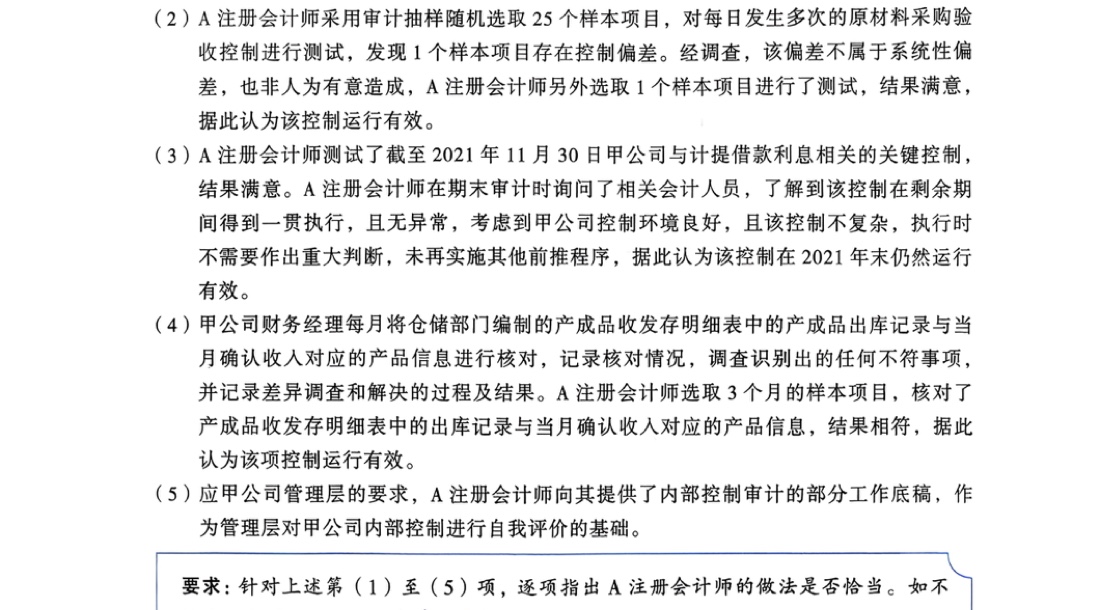 （2）A 注册会计师采用审计抽样随机选取 25 个样本项目，对每日发生多次的原材料采购验
收控制进行测试，发现 1 个样本项目存在控制偏差。经调查，该偏差不属于系统性偏
差，也非人为有意造成，A 注册会计师另外选取 1 个样本项目进行了测试，结果满意，
据此认为该控制运行有效。
（3）A 注册会计师测试了截至 2021 年 11 月 30 日甲公司与计提借款利息相关的关键控制，
结果满意。A 注册会计师在期末审计时询问了相关会计人员，了解到该控制在剩余期
间得到一贯执行，且无异常，考虑到甲公司控制环境良好，且该控制不复杂，执行时
不需要作出重大判断，未再实施其他前推程序，据此认为该控制在 2021 年末仍然运行
有效。
（4）甲公司财务经理每月将仓储部门编制的产成品收发存明细表中的产成品出库记录与当
月确认收入对应的产品信息进行核对，记录核对情况，调查识别出的任何不符事项，
并记录差异调查和解决的过程及结果。A 注册会计师选取 3 个月的样本项目，核对了
产成品收发存明细表中的出库记录与当月确认收入对应的产品信息，结果相符，据此
认为该项控制运行有效。
（5）应甲公司管理层的要求，A 注册会计师向其提供了内部控制审计的部分工作底稿，作
为管理层对甲公司内部控制进行自我评价的基础。
要求：针对上述第（1）至（5）项，逐项指出 A 注册会计师的做法是否恰当。如不